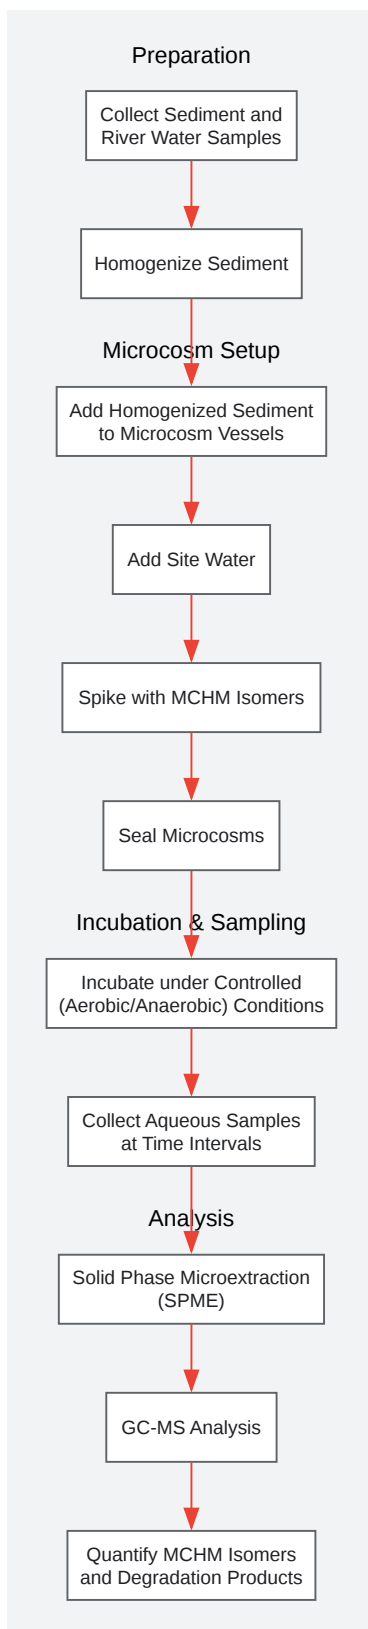 Preparation
Collect Sediment and
River Water Samples
Homogenize Sediment
Microcosm Setup
Add Homogenized Sediment
to Microcosm Vessels
Add Site Water
Spike with MCHM Isomers
Seal Microcosms
Incubation & Sampling
Incubate under Controlled
(Aerobic/Anaerobic) Conditions
Collect Aqueous Samples
at Time Intervals
Analysis
Solid Phase Microextraction
(SPME)
GC-MS Analysis
Quantify MCHM Isomers
and Degradation Products